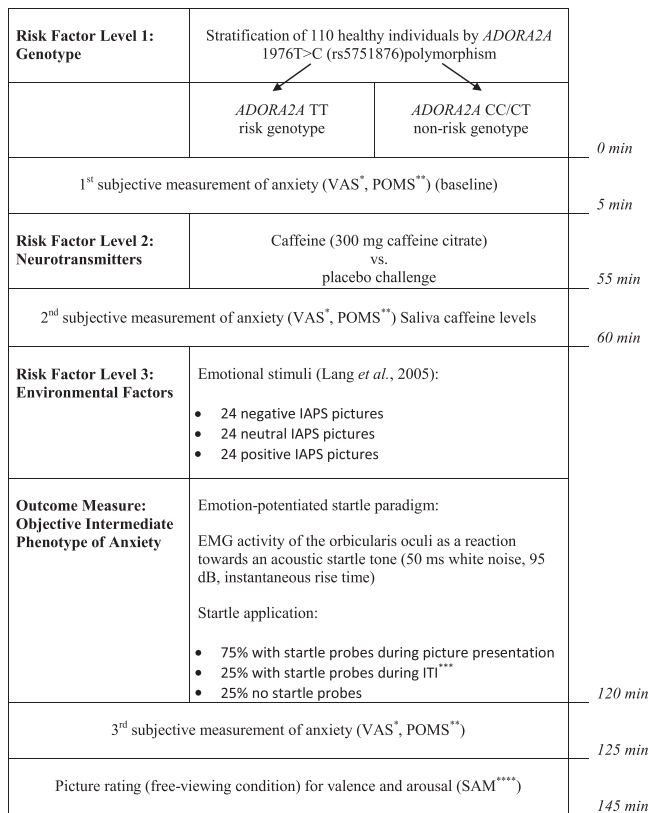 Risk Factor Level 1:
Genotype
Stratification of 110 healthy individuals by ADORA2A
1976T>C (rs5751876)polymorphism
ADORA2A TT
risk genotype
ADORA2A CC/CT
non-risk genotype
0 min
1st subjective measurement of anxiety (VAS*, POMS**) (baseline)
5 min
Risk Factor Level 2:
Neurotransmitters
Caffeine (300 mg caffeine citrate)
vs.
placebo challenge
55 min
2nd subjective measurement of anxiety (VAS*, POMS**) Saliva caffeine levels
60 min
Risk Factor Level 3:
Environmental Factors
Emotional stimuli (Lang et al., 2005):
• 24 negative IAPS pictures
• 24 neutral IAPS pictures
• 24 positive IAPS pictures
Outcome Measure:
Objective Intermediate
Phenotype of Anxiety
Emotion-potentiated startle paradigm:
EMG activity of the orbicularis oculi as a reaction
towards an acoustic startle tone (50 ms white noise, 95
dB, instantaneous rise time)
Startle application:
• 75% with startle probes during picture presentation
• 25% with startle probes during ITI***
• 25% no startle probes
120 min
3rd subjective measurement of anxiety (VAS*, POMS**)
125 min
Picture rating (free-viewing condition) for valence and arousal (SAM****)
145 min